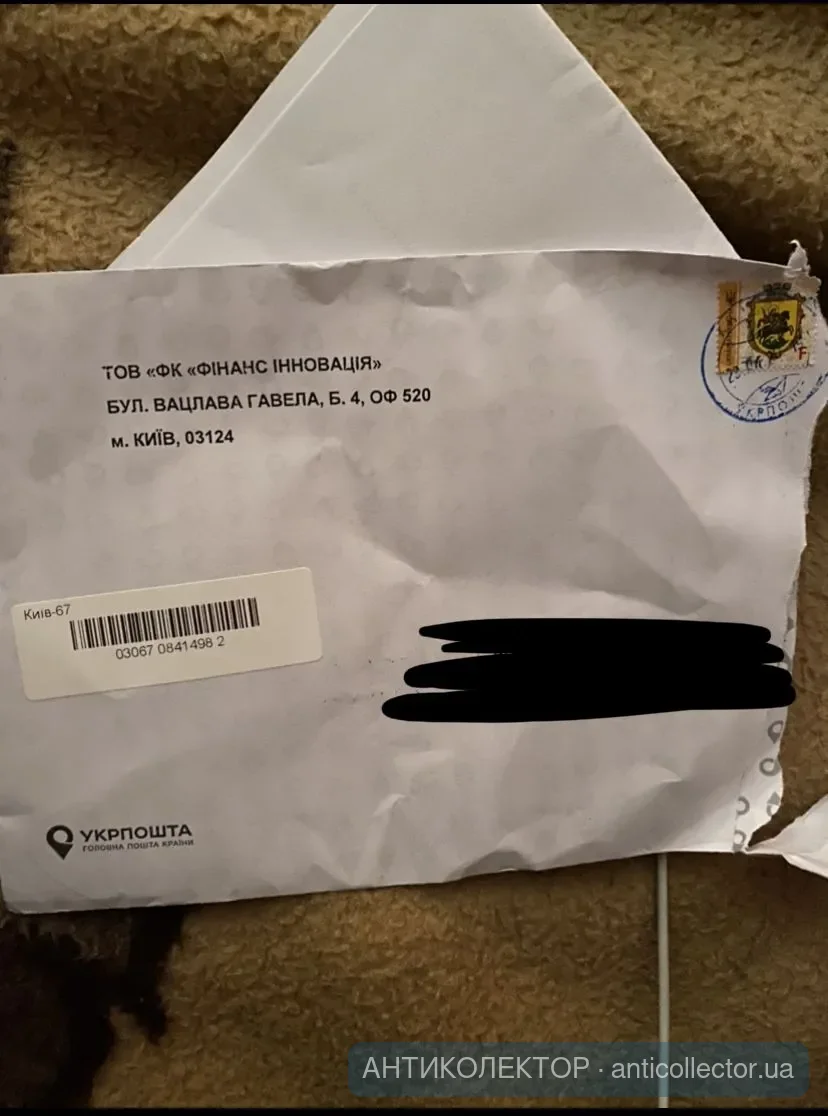 ТОВ «ФК «ФІНАНС ІННОВАЦІЯ»
БУЛ. ВАЦЛАВА ГАВЕЛА, Б. 4, ОФ 520
м. КИЇВ, 03124
F
УКРПОШ
Київ-67
03067 0841498 2
УКРПОШТА
ГОЛОВНА ПОШТА КРАЇНИ
АНТИКОЛЕКТОР · anticollector.ua